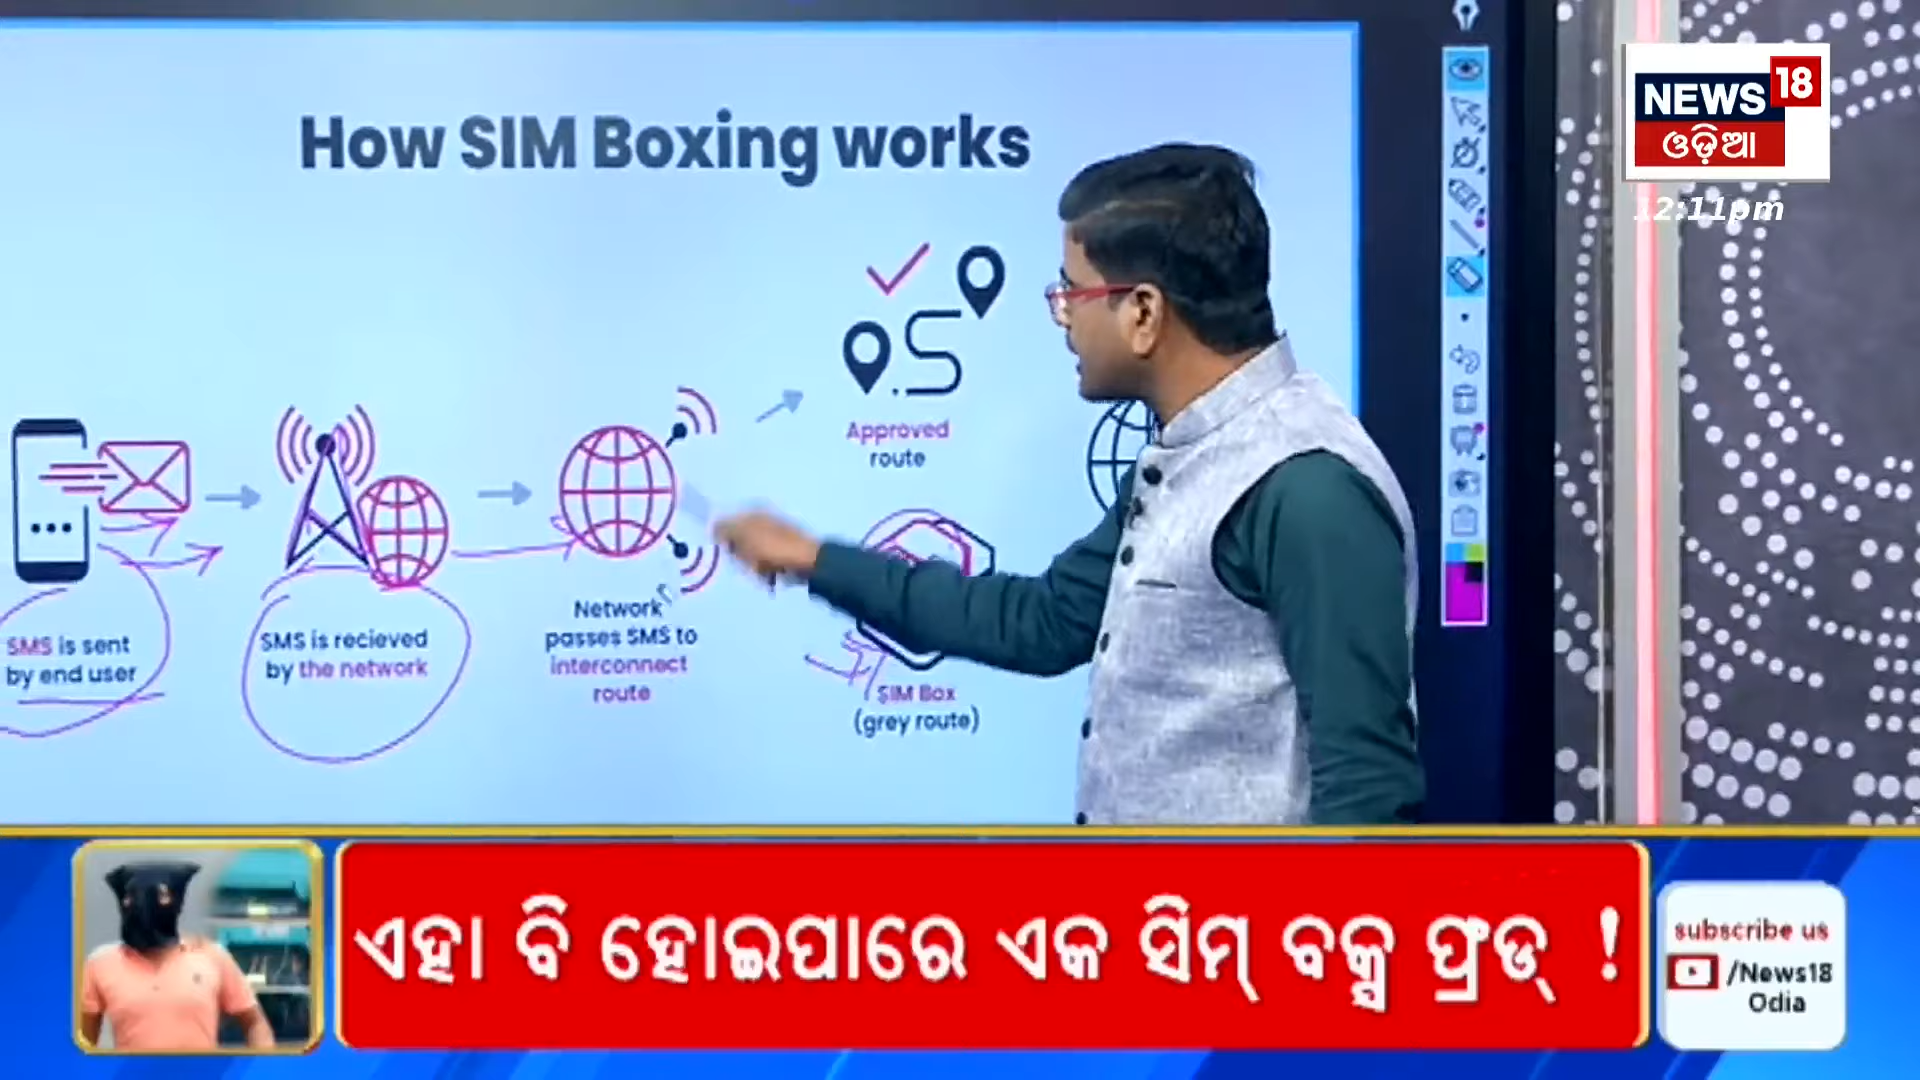 How SIM Boxing works
NEWS 18
ଓଡ଼ିଆ
12:11pm
Approved
route
SMS is sent
by end user
SMS is recieved
by the network
Network
passes SMS to
interconnect
route
SIM Box
(grey route)
ଏହା ବି ହୋଇପାରେ ଏକ ସିମ୍ ବକ୍ସ ଫ୍ରଡ୍ !
subscribe us
/News18
Odia